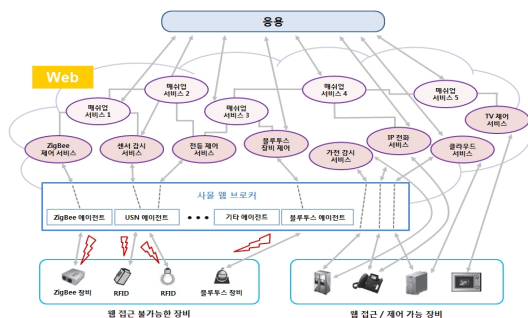 응용
Web
매쉬업
서비스 2
매쉬업
서비스 4
매쉬업
서비스 1
매쉬업
서비스 3
매쉬업
서비스 5
TV 제어
서비스
ZigBee
제어 서비스
센서 감시
서비스
전등 제어
서비스
블루투스
장비 제어
가전 감시
서비스
IP 전화
서비스
클라우드
서비스
사물 웹 브로커
ZigBee 에이전트
USN 에이전트
•••
기타 에이전트
블루투스 에이전트
ZigBee 장비
RFID
RFID
블루투스 장비
웹 접근 불가능한 장비
웹 접근 / 제어 가능 장비